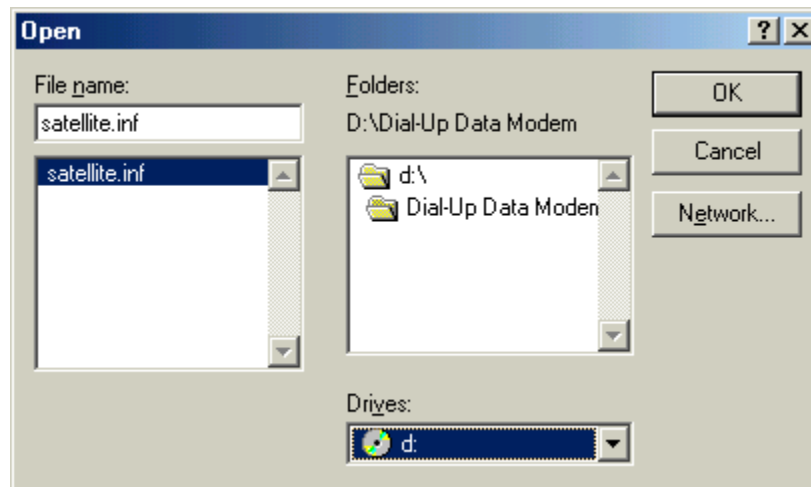 Open
File name:
satellite.inf
satellite.inf
Folders:
D:\Dial-Up Data Modem
d:\
Dial-Up Data Modem
Drives:
d:
OK
Cancel
Network...